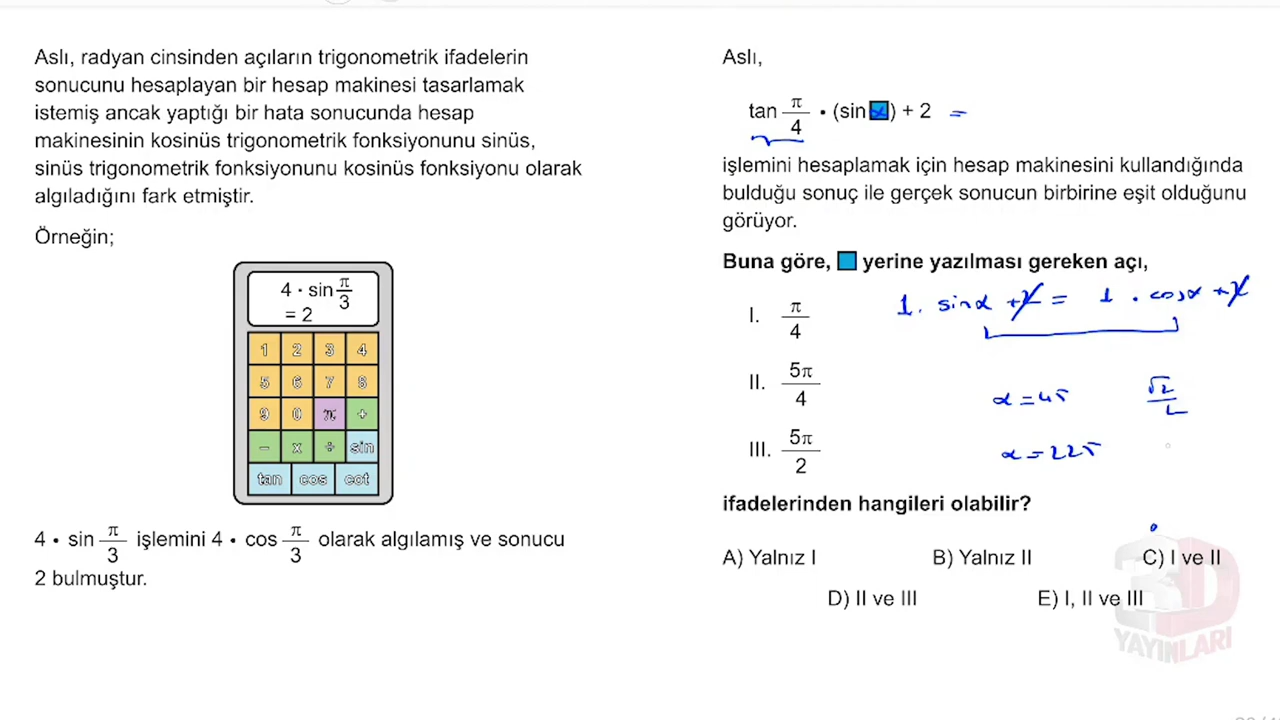 Aslı, radyan cinsinden açıların trigonometrik ifadelerin
sonucunu hesaplayan bir hesap makinesi tasarlamak
istemiş ancak yaptığı bir hata sonucunda hesap
makinesinin kosinüs trigonometrik fonksiyonunu sinüs,
sinüs trigonometrik fonksiyonunu kosinüs fonksiyonu olarak
algıladığını fark etmiştir.
Örneğin;
4 · sin π/3
= 2
1 2 3 4
5 6 7 8
9 0 π +
− x ÷ sin
tan cos cot
4 • sin π/3 işlemini 4 • cos π/3 olarak algılamış ve sonucu
2 bulmuştur.
Aslı,
tan π/4 • (sin α) + 2 =
işlemini hesaplamak için hesap makinesini kullandığında
bulduğu sonuç ile gerçek sonucun birbirine eşit olduğunu
görüyor.
Buna göre, yerine yazılması gereken açı,
1. sinα + 2 = 1 . cosα + 2
I. π/4
II. 5π/4
α = 45
√2/2
III. 5π/2
α = 225
ifadelerinden hangileri olabilir?
A) Yalnız I B) Yalnız II C) I ve II
D) II ve III E) I, II ve III
3D
YAYINLARI